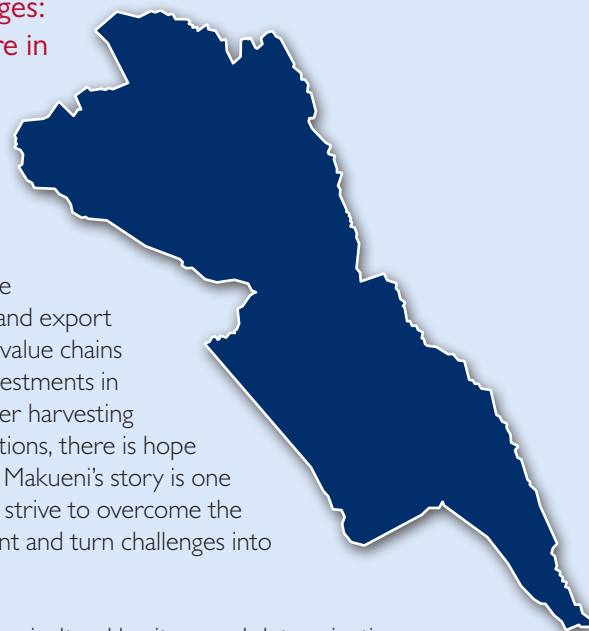 ges:
re in
e
and export
value chains
estments in
er harvesting
tions, there is hope
Makueni's story is one
strive to overcome the
nt and turn challenges into